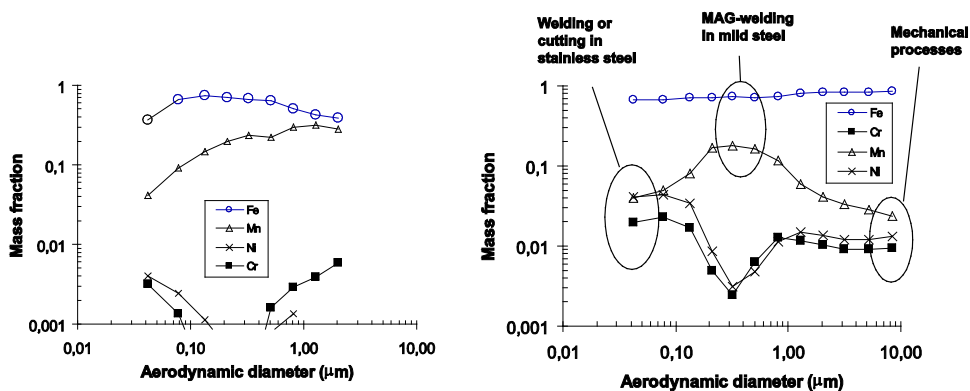 Welding or
cutting in
stainless steel
MAG-welding
in mild steel
Mechanical
processes
Mass fraction
1
0,1
0,01
0,001
Fe
Mn
Ni
Cr
0,01
0,10
1,00
10,00
Aerodynamic diameter (μm)
Mass fraction
1
0,1
0,01
0,001
Fe
Cr
Mn
Ni
0,01
0,10
1,00
10,00
Aerodynamic diameter (μm)